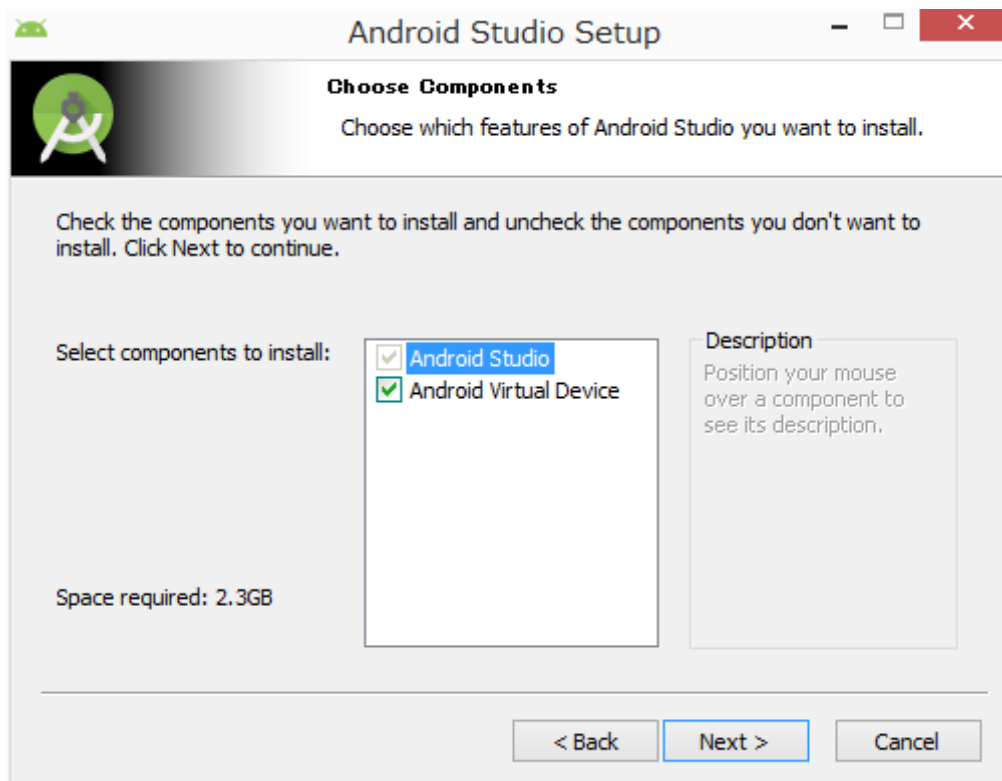 Android Studio Setup
Choose Components
Choose which features of Android Studio you want to install.
Check the components you want to install and uncheck the components you don't want to
install. Click Next to continue.
Select components to install:
Android Studio
Android Virtual Device
Description
Position your mouse
over a component to
see its description.
Space required: 2.3GB
< Back
Next >
Cancel